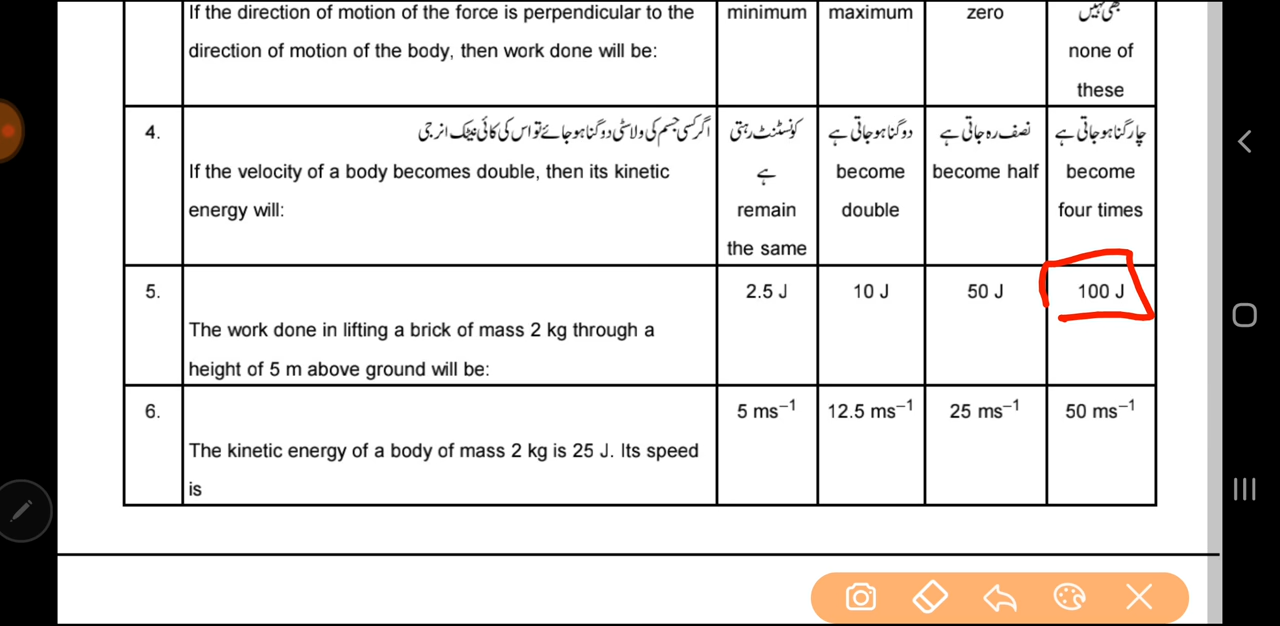 If the direction of motion of the force is perpendicular to the
direction of motion of the body, then work done will be:
minimum
maximum
zero
none of
these
4.
اگر کسی جسم کی ولاسٹی دوگنا ہو جائے تو اس کی کائی نیٹک انرجی
If the velocity of a body becomes double, then its kinetic
energy will:
کونسٹنٹ رہتی
ہے
remain
the same
دوگنا ہو جاتی ہے
become
double
نصف رہ جاتی ہے
become half
چار گنا ہو جاتی ہے
become
four times
5.
The work done in lifting a brick of mass 2 kg through a
height of 5 m above ground will be:
2.5 J
10 J
50 J
100 J
6.
The kinetic energy of a body of mass 2 kg is 25 J. Its speed
is
5 ms⁻¹
12.5 ms⁻¹
25 ms⁻¹
50 ms⁻¹